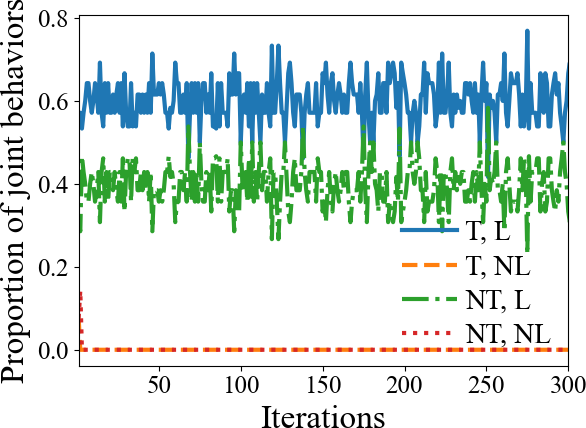 Proportion of joint behaviors
0.8
0.6
0.4
0.2
0.0
T, L
T, NL
NT, L
NT, NL
50
100
150
200
250
300
Iterations